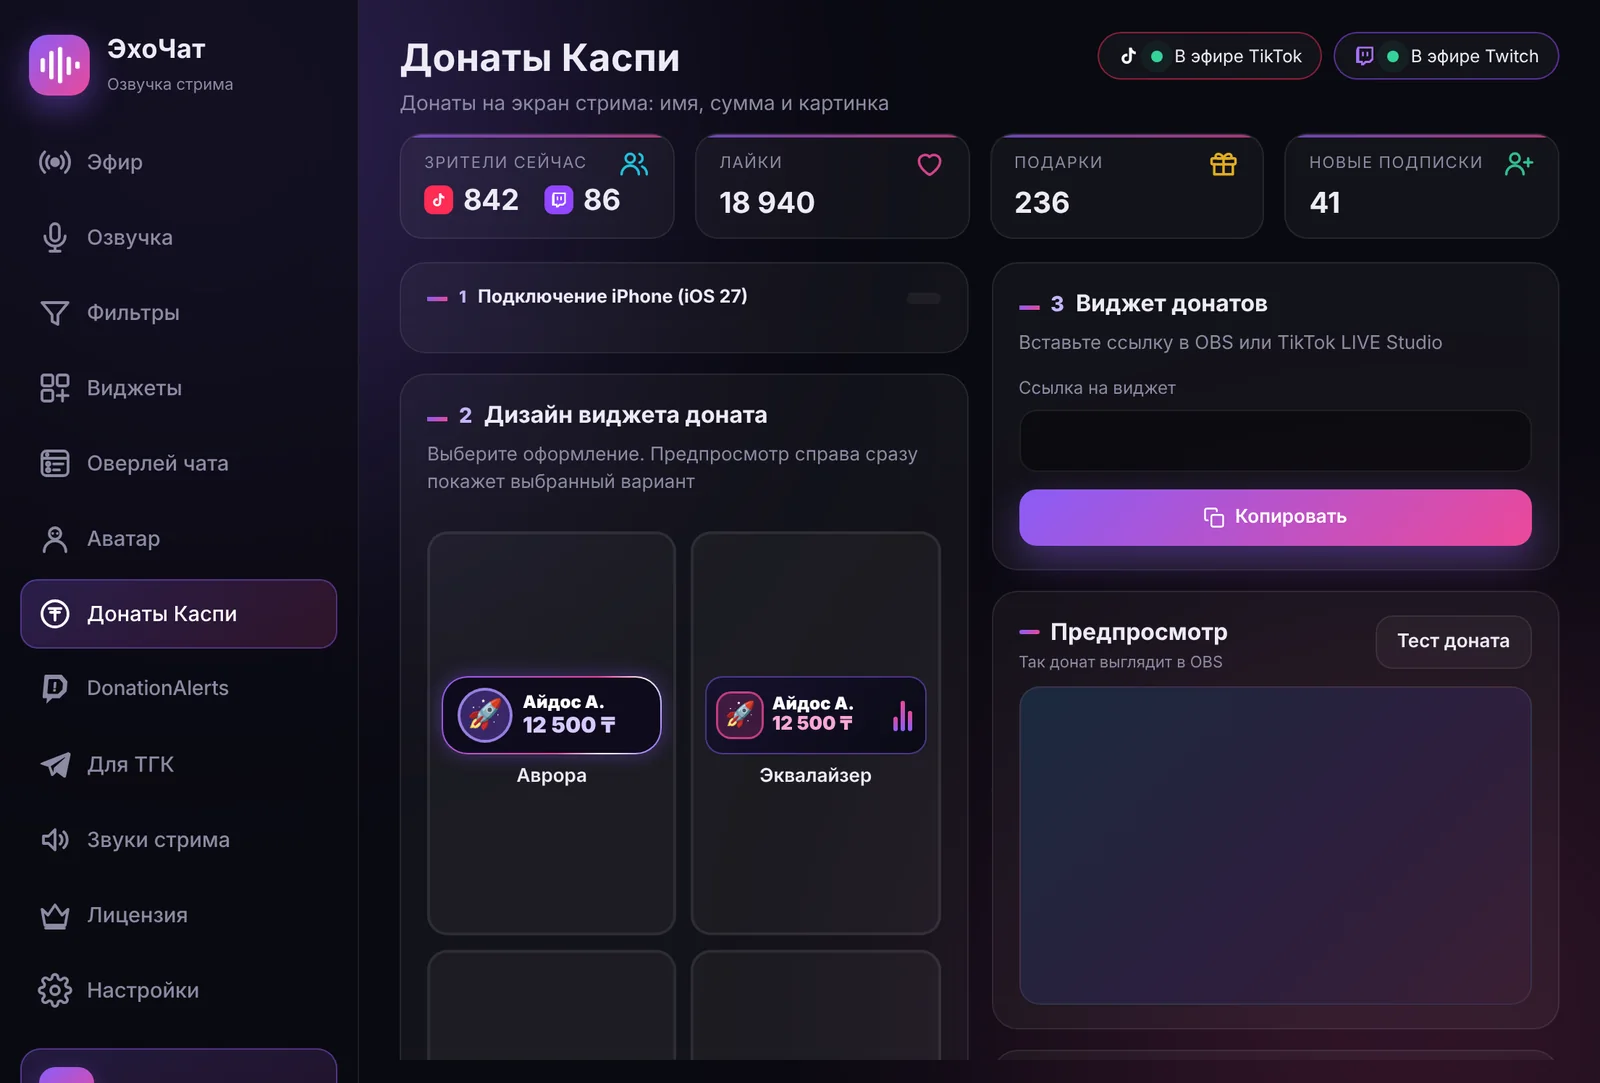 ЭхоЧат
Озвучка стрима
Эфир
Озвучка
Фильтры
Виджеты
Оверлей чата
Аватар
Донаты Каспи
DonationAlerts
Для ТГК
Звуки стрима
Лицензия
Настройки
Донаты Каспи
Донаты на экран стрима: имя, сумма и картинка
В эфире TikTok
В эфире Twitch
ЗРИТЕЛИ СЕЙЧАС
842 86
ЛАЙКИ
18 940
ПОДАРКИ
236
НОВЫЕ ПОДПИСКИ
41
1 Подключение iPhone (iOS 27)
2 Дизайн виджета доната
Выберите оформление. Предпросмотр справа сразу
покажет выбранный вариант
Айдос А.
12 500 ₸
Аврора
Айдос А.
12 500 ₸
Эквалайзер
3 Виджет донатов
Вставьте ссылку в OBS или TikTok LIVE Studio
Ссылка на виджет
Копировать
Предпросмотр
Так донат выглядит в OBS
Тест доната